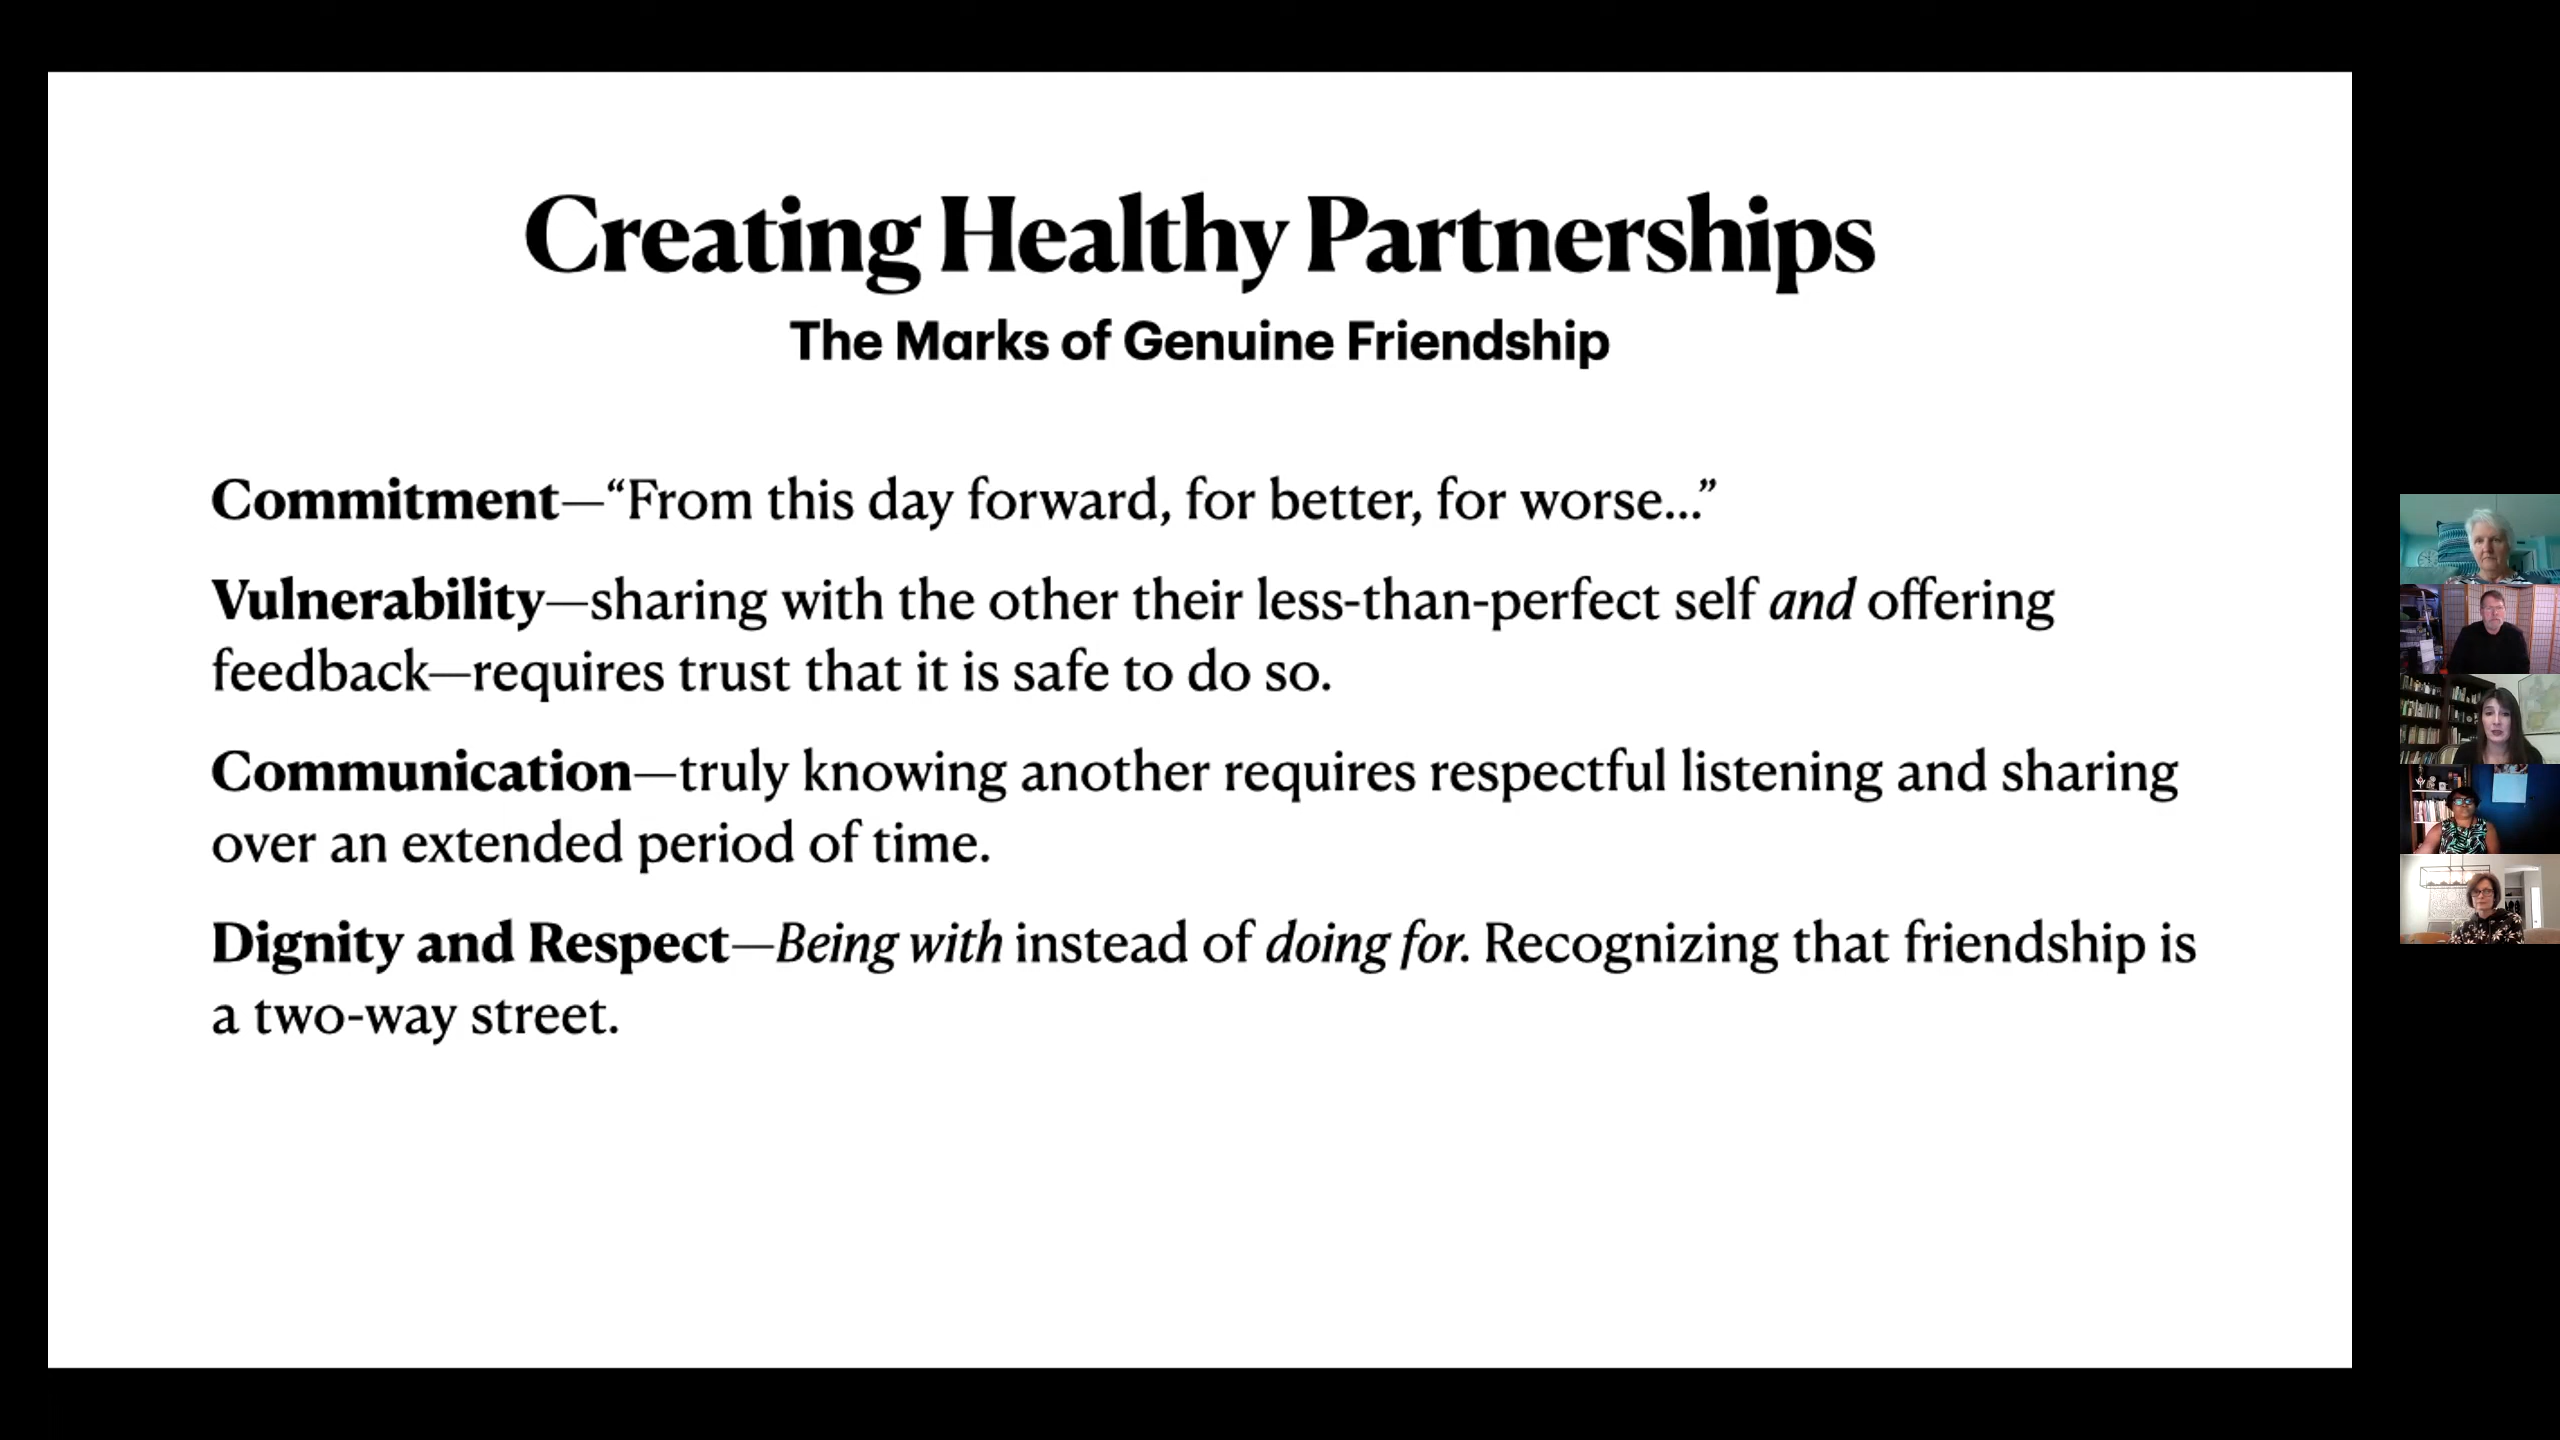 Creating Healthy Partnerships
The Marks of Genuine Friendship
Commitment—“From this day forward, for better, for worse...”
Vulnerability—sharing with the other their less-than-perfect self and offering
feedback—requires trust that it is safe to do so.
Communication—truly knowing another requires respectful listening and sharing
over an extended period of time.
Dignity and Respect—Being with instead of doing for. Recognizing that friendship is
a two-way street.